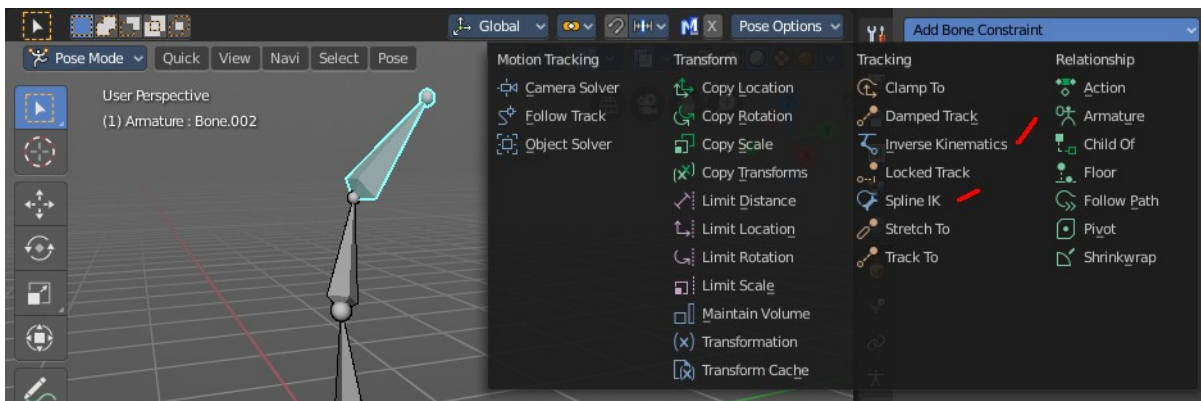 Global
M
X
Pose Options
Add Bone Constraint
Pose Mode
Quick
View
Navi
Select
Pose
User Perspective
(1) Armature : Bone.002
Motion Tracking
Camera Solver
Follow Track
Object Solver
Transform
Copy Location
Copy Rotation
Copy Scale
Copy Transforms
Limit Distance
Limit Location
Limit Rotation
Limit Scale
Maintain Volume
Transformation
Transform Cache
Tracking
Clamp To
Damped Track
Inverse Kinematics
Locked Track
Spline IK
Stretch To
Track To
Relationship
Action
Armature
Child Of
Floor
Follow Path
Pivot
Shrinkwrap